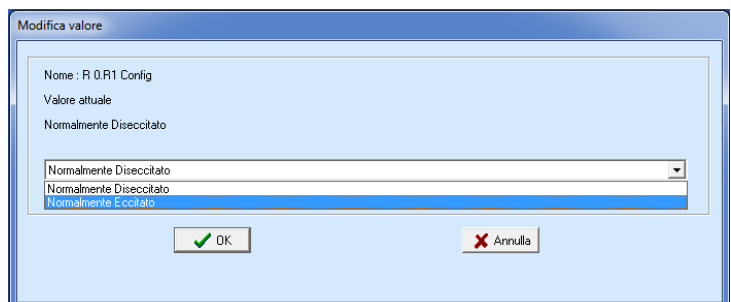 Modifica valore
Nome : R 0.R1 Config
Valore attuale
Normalmente Diseccitato
Normalmente Diseccitato
Normalmente Diseccitato
Normalmente Eccitato
OK
Annulla